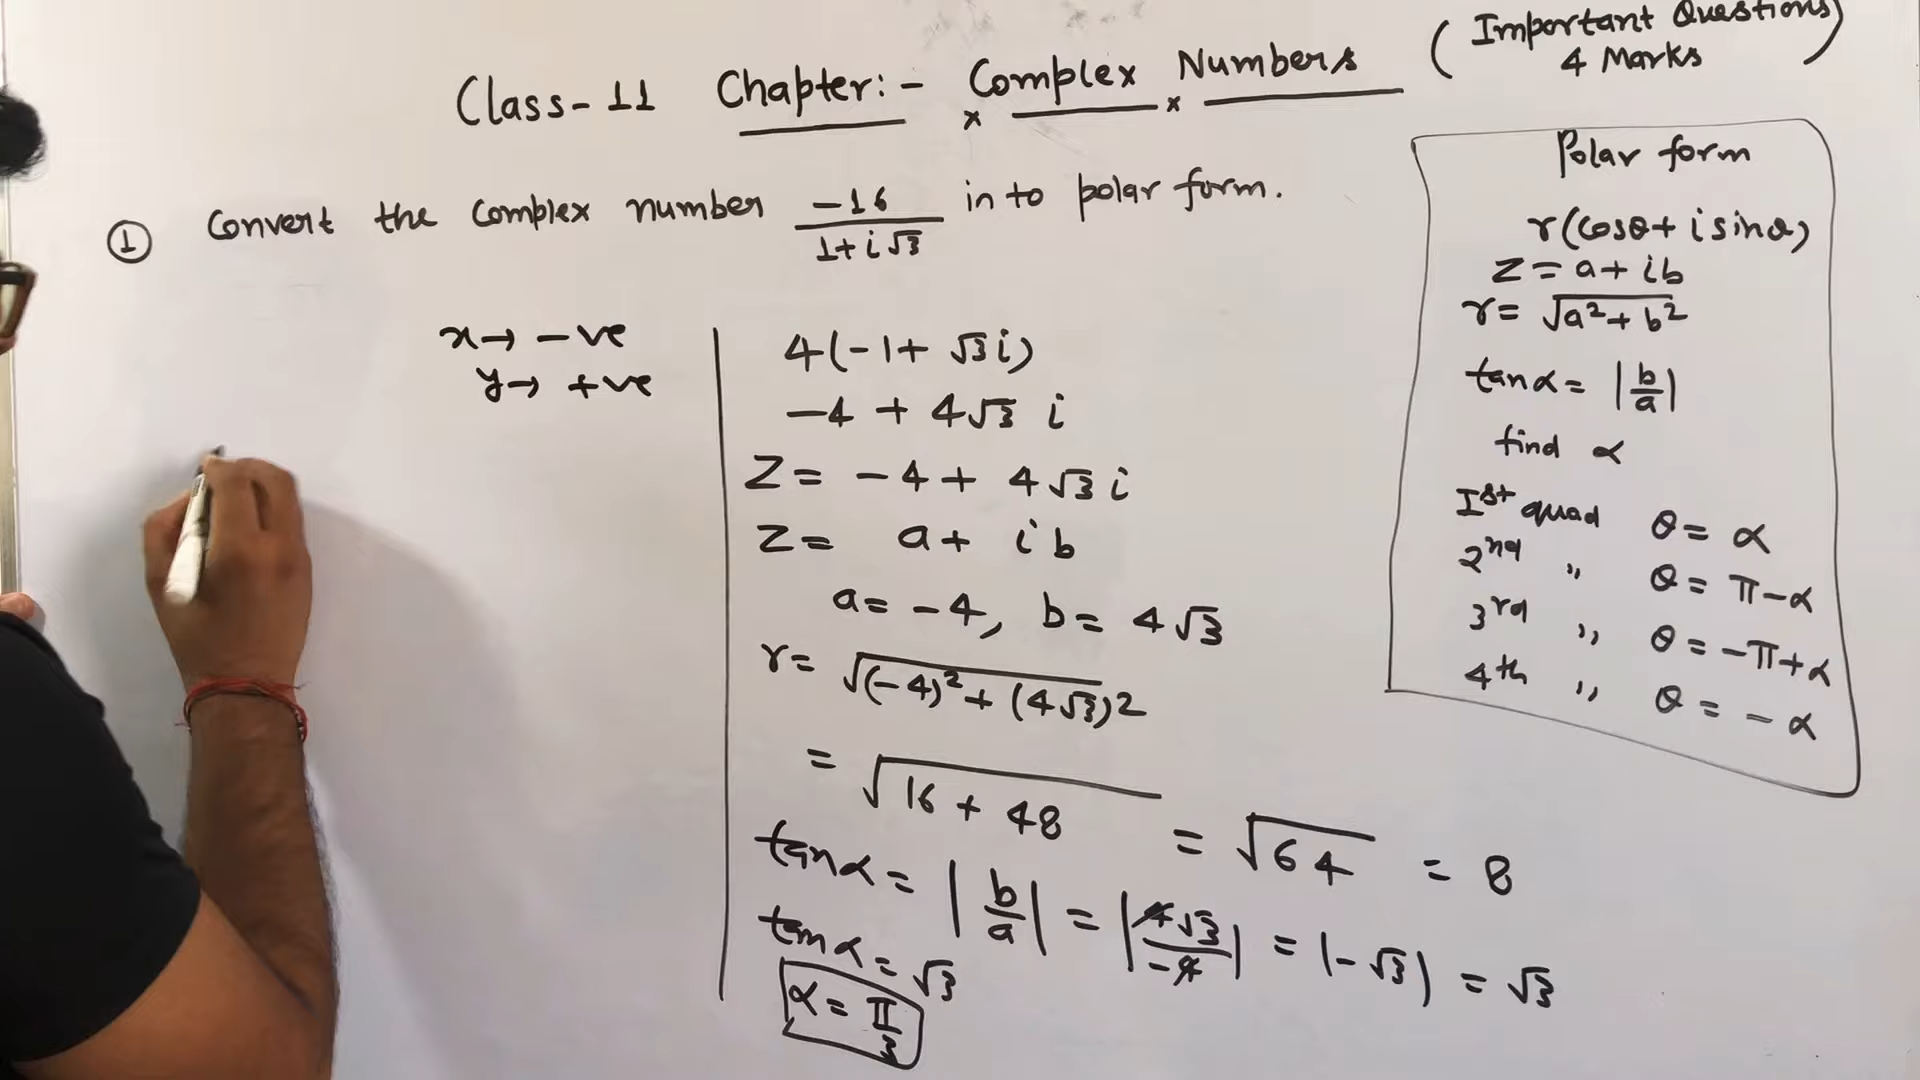 Class-11 Chapter:- Complex Numbers
(Important Questions)
4 Marks
① Convert the complex number -16/(1+i√3) in to polar form.
x→ -ve
y→ +ve
4(-1+ √3i)
-4 + 4√3 i
Z= -4+ 4√3 i
Z= a+ ib
a= -4, b= 4√3
r= √((-4)²+ (4√3)²)
= √(16 + 48) = √64 = 8
tanα = |b/a| = |4√3/-4| = |-√3| = √3
tanα = √3
α = π/3
Polar form
r(cosθ+ i sinθ)
Z= a+ ib
r= √(a²+ b²)
tanα= |b/a|
find α
Ist quad θ= α
2nd ,, θ= π-α
3rd ,, θ= -π+α
4th ,, θ= -α